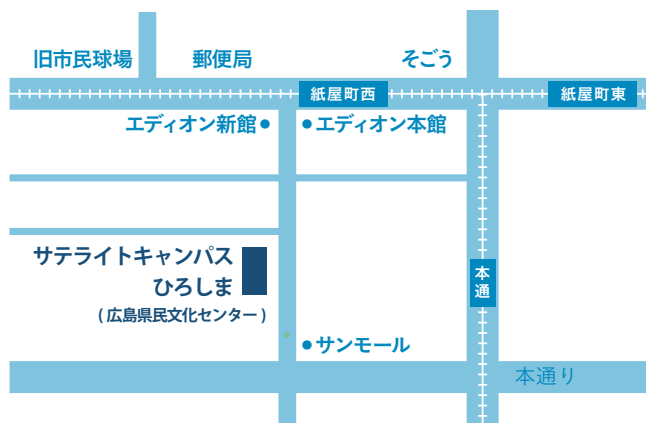 旧市民球場
郵便局
そごう
紙屋町西
紙屋町東
エディオン新館
エディオン本館
サテライトキャンパス
ひろしま
(広島県民文化センター)
本通
サンモール
本通り